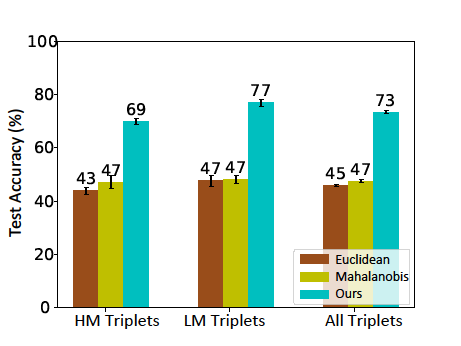 100
80
60
40
20
0
Test Accuracy (%)
43 47 69
47 47 77
45 47 73
HM Triplets LM Triplets All Triplets
Euclidean
Mahalanobis
Ours